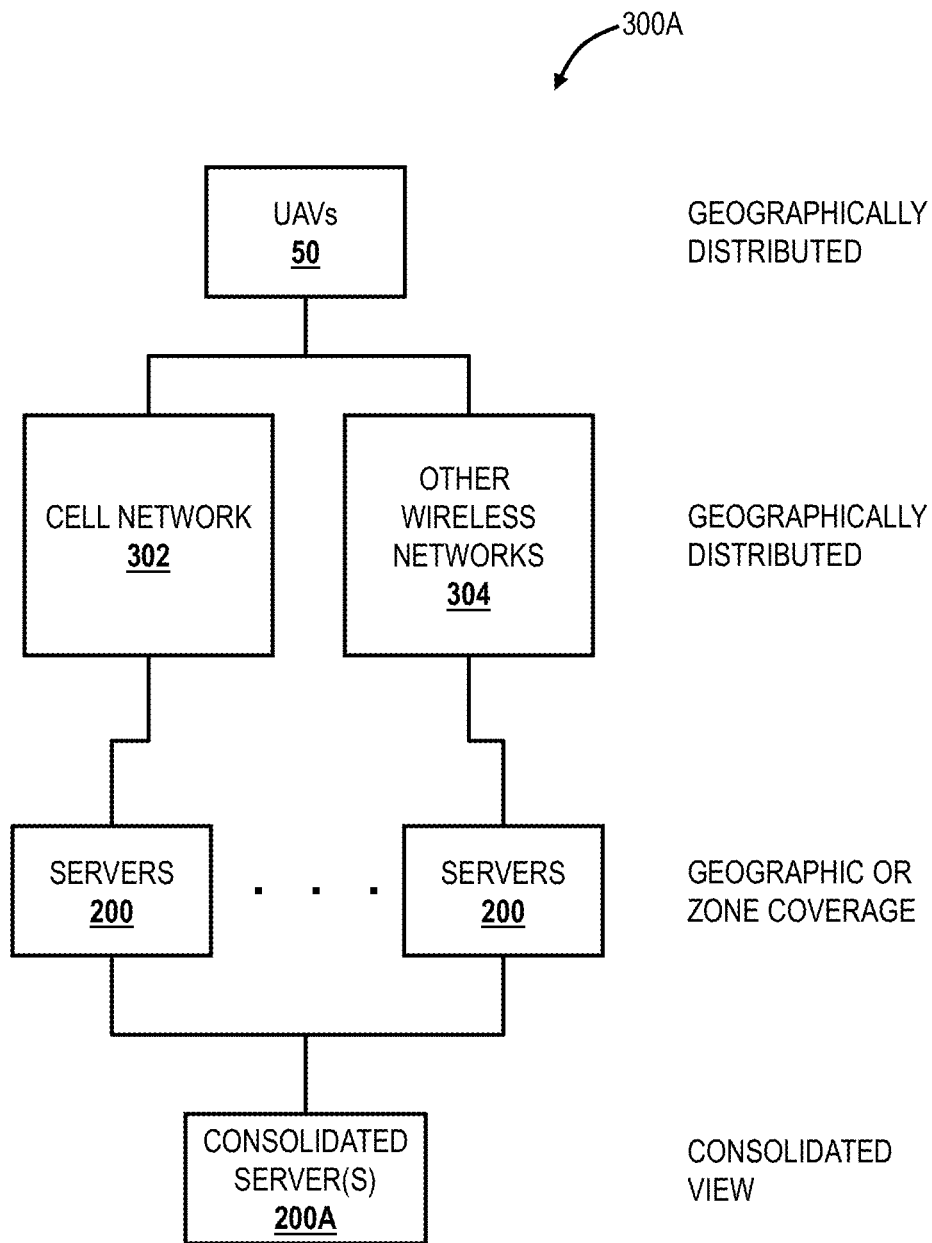 300A
UAVs
50
GEOGRAPHICALLY
DISTRIBUTED
CELL NETWORK
302
OTHER
WIRELESS
NETWORKS
304
GEOGRAPHICALLY
DISTRIBUTED
SERVERS
200
. . .
SERVERS
200
GEOGRAPHIC OR
ZONE COVERAGE
CONSOLIDATED
SERVER(S)
200A
CONSOLIDATED
VIEW